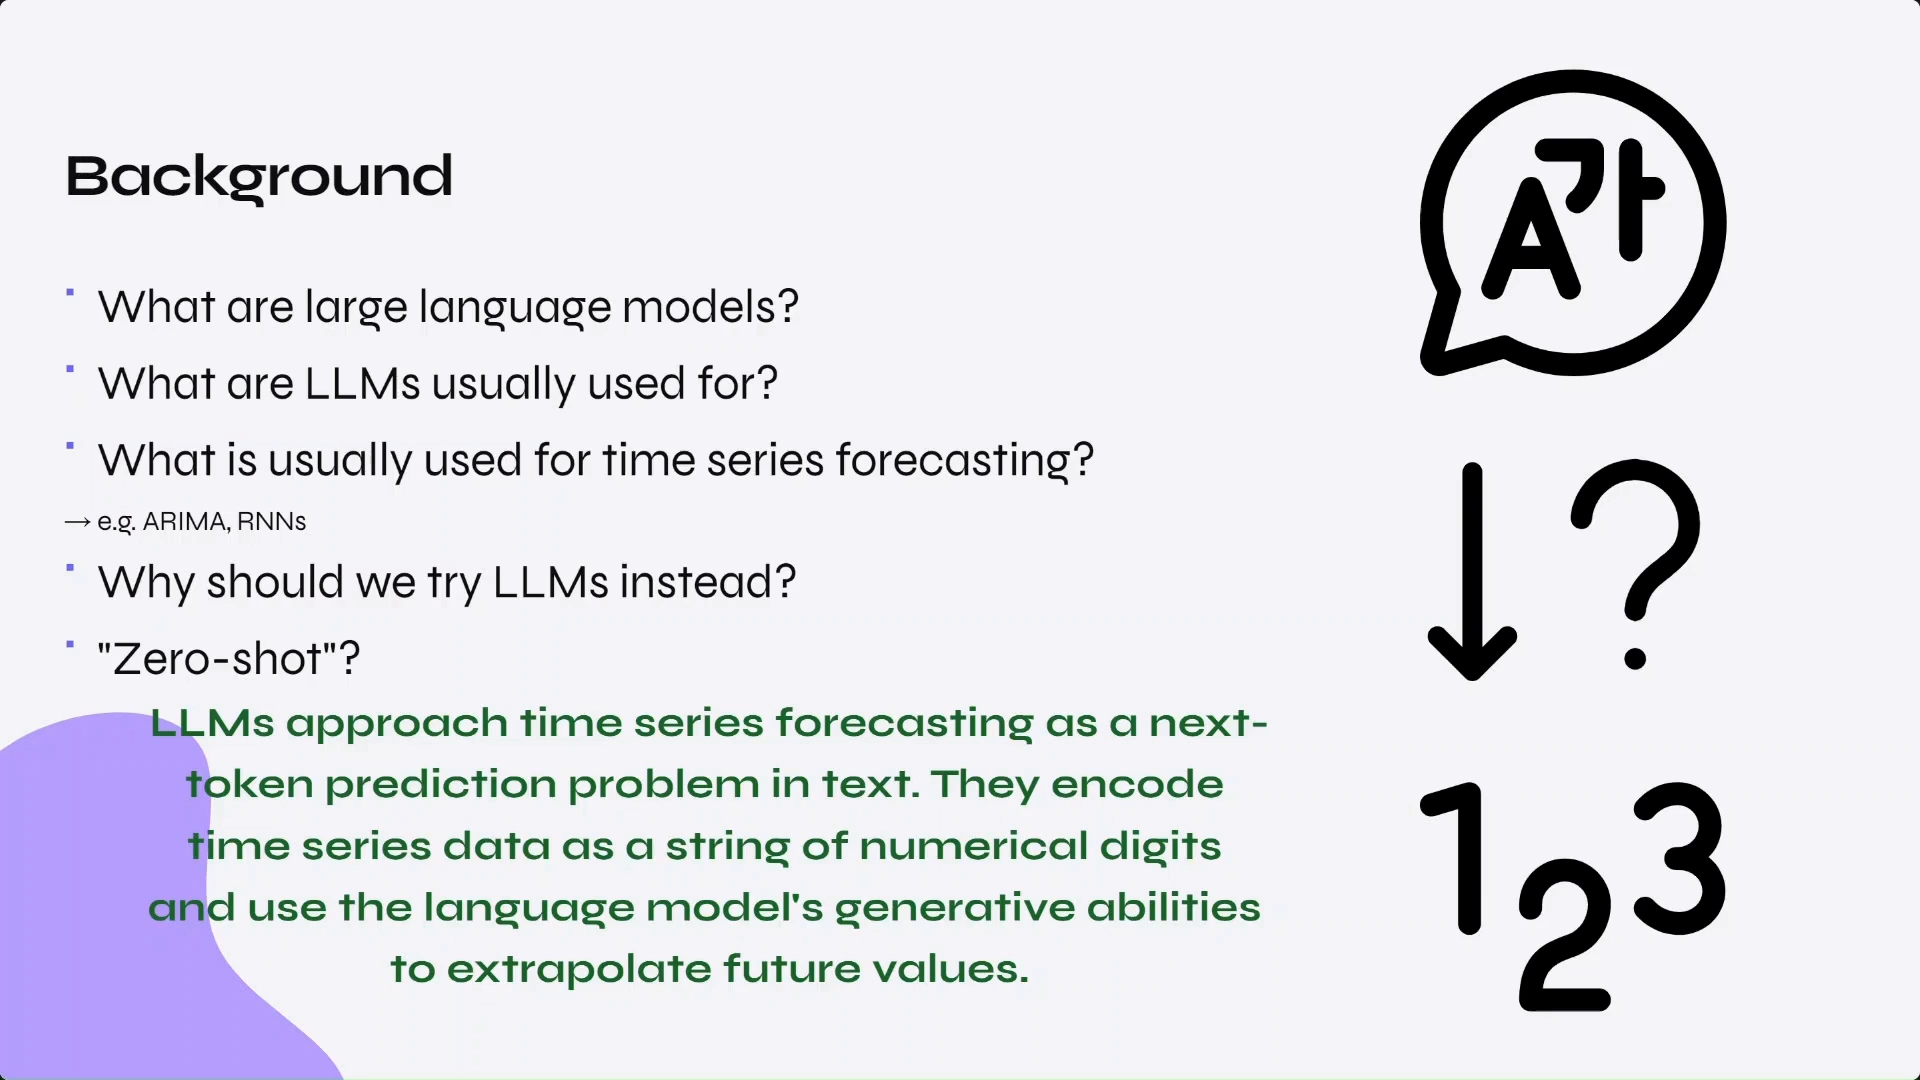 Background
What are large language models?
What are LLMs usually used for?
What is usually used for time series forecasting?
→ e.g. ARIMA, RNNs
Why should we try LLMs instead?
"Zero-shot"?
LLMs approach time series forecasting as a next-
token prediction problem in text. They encode
time series data as a string of numerical digits
and use the language model's generative abilities
to extrapolate future values.
A가
?
1 2 3